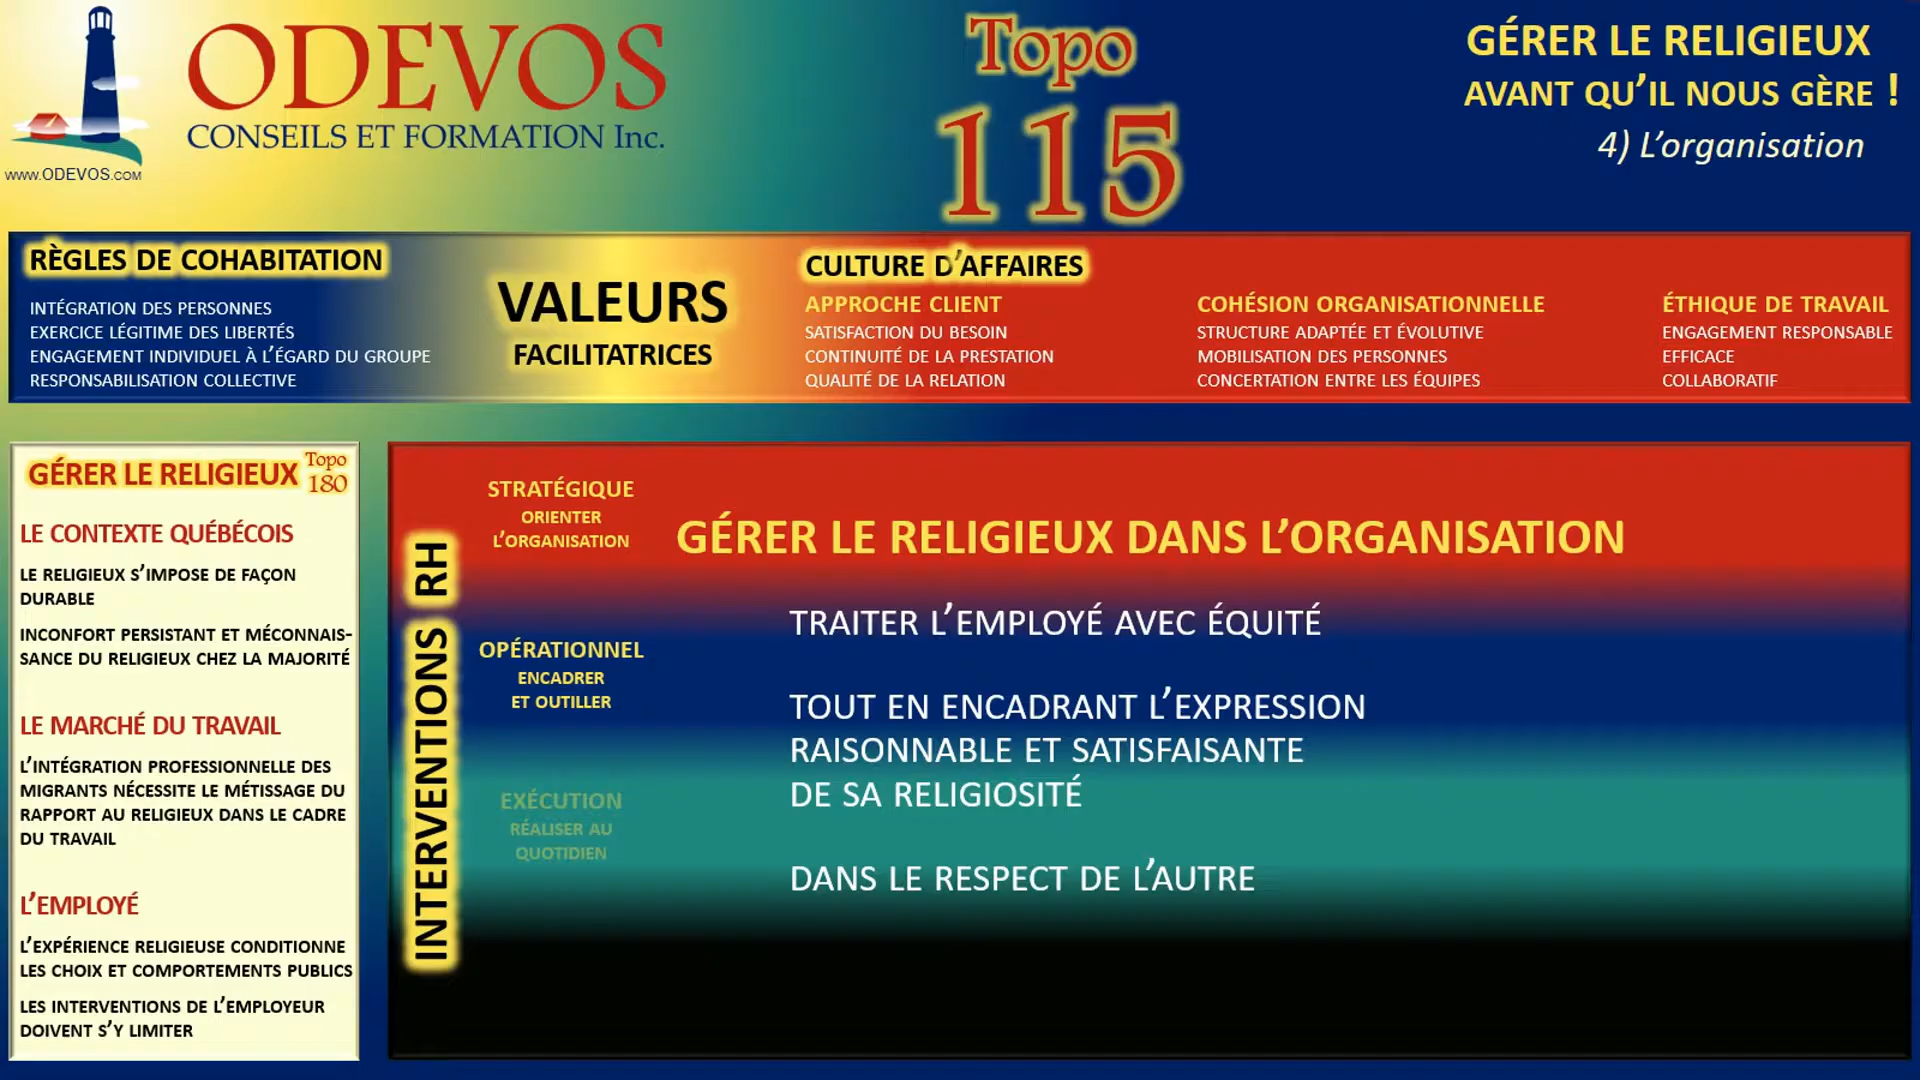 ODEVOS
CONSEILS ET FORMATION Inc.
www.ODEVOS.COM
Topo
115
GÉRER LE RELIGIEUX
AVANT QU'IL NOUS GÈRE !
4) L'organisation
RÈGLES DE COHABITATION
INTÉGRATION DES PERSONNES
EXERCICE LÉGITIME DES LIBERTÉS
ENGAGEMENT INDIVIDUEL À L'ÉGARD DU GROUPE
RESPONSABILISATION COLLECTIVE
VALEURS
FACILITATRICES
CULTURE D'AFFAIRES
APPROCHE CLIENT
SATISFACTION DU BESOIN
CONTINUITÉ DE LA PRESTATION
QUALITÉ DE LA RELATION
COHÉSION ORGANISATIONNELLE
STRUCTURE ADAPTÉE ET ÉVOLUTIVE
MOBILISATION DES PERSONNES
CONCERTATION ENTRE LES ÉQUIPES
ÉTHIQUE DE TRAVAIL
ENGAGEMENT RESPONSABLE
EFFICACE
COLLABORATIF
GÉRER LE RELIGIEUX
Topo
180
LE CONTEXTE QUÉBÉCOIS
LE RELIGIEUX S'IMPOSE DE FAÇON
DURABLE
INCONFORT PERSISTANT ET MÉCONNAIS-
SANCE DU RELIGIEUX CHEZ LA MAJORITÉ
LE MARCHÉ DU TRAVAIL
L'INTÉGRATION PROFESSIONNELLE DES
MIGRANTS NÉCESSITE LE MÉTISSAGE DU
RAPPORT AU RELIGIEUX DANS LE CADRE
DU TRAVAIL
L'EMPLOYÉ
L'EXPÉRIENCE RELIGIEUSE CONDITIONNE
LES CHOIX ET COMPORTEMENTS PUBLICS
LES INTERVENTIONS DE L'EMPLOYEUR
DOIVENT S'Y LIMITER
INTERVENTIONS RH
STRATÉGIQUE
ORIENTER
L'ORGANISATION
OPÉRATIONNEL
ENCADRER
ET OUTILLER
EXÉCUTION
RÉALISER AU
QUOTIDIEN
GÉRER LE RELIGIEUX DANS L'ORGANISATION
TRAITER L'EMPLOYÉ AVEC ÉQUITÉ
TOUT EN ENCADRANT L'EXPRESSION
RAISONNABLE ET SATISFAISANTE
DE SA RELIGIOSITÉ
DANS LE RESPECT DE L'AUTRE